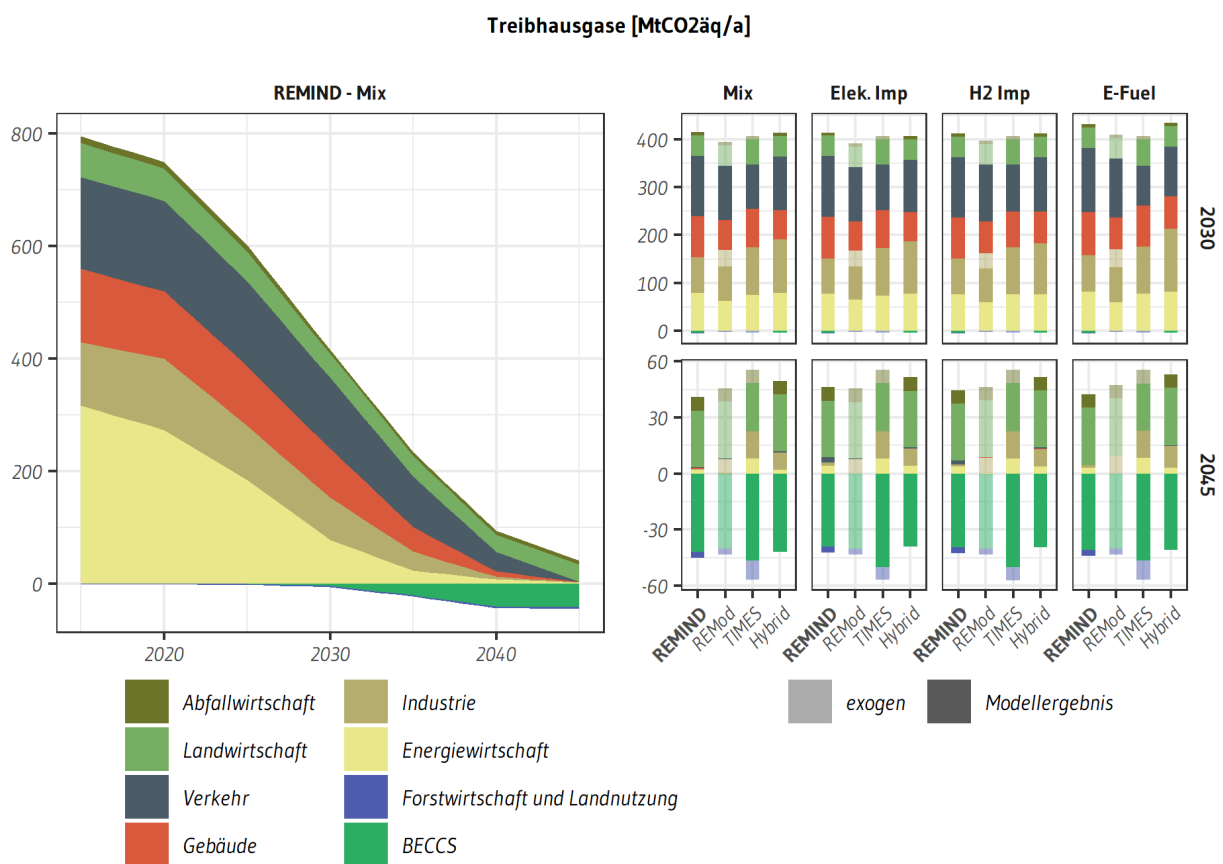 Treibhausgase [MtCO2äq/a]
REMIND - Mix
800
600
400
200
0
2020
2030
2040
Mix
Elek. Imp
H2 Imp
E-Fuel
400
300
200
100
0
2030
60
30
0
-30
-60
2045
REMIND
REMod
TIMES
Hybrid
REMIND
REMod
TIMES
Hybrid
REMIND
REMod
TIMES
Hybrid
REMIND
REMod
TIMES
Hybrid
Abfallwirtschaft
Landwirtschaft
Verkehr
Gebäude
Industrie
Energiewirtschaft
Forstwirtschaft und Landnutzung
BECCS
exogen
Modellergebnis